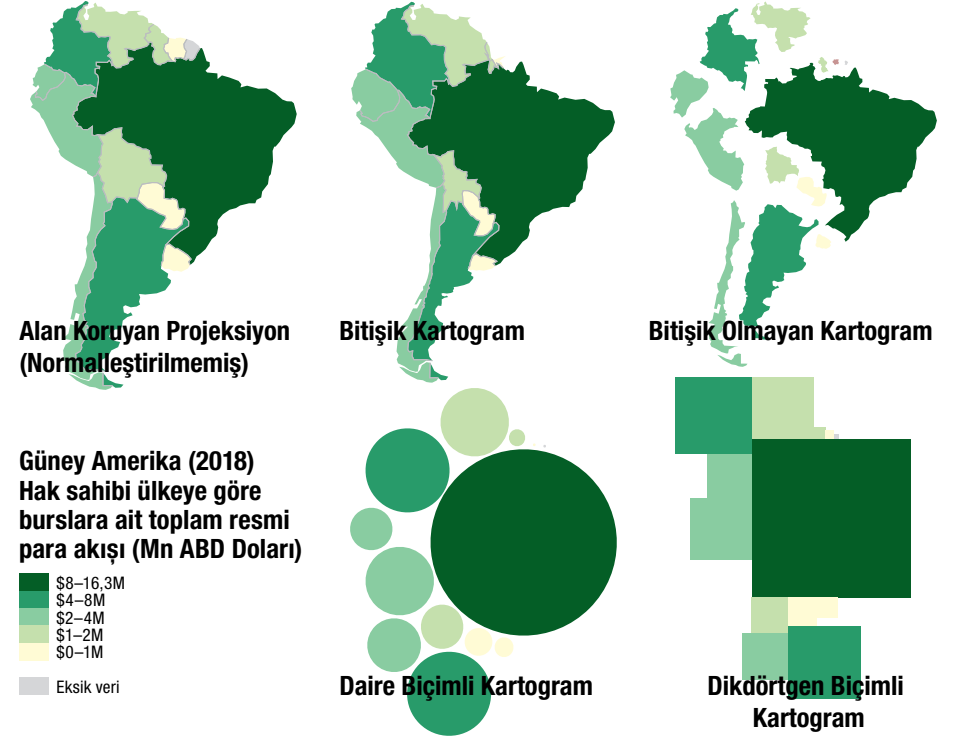 Alan Koruyan Projeksiyon
(Normalleştirilmemiş)
Bitişik Kartogram
Bitişik Olmayan Kartogram
Güney Amerika (2018)
Hak sahibi ülkeye göre
burslara ait toplam resmi
para akışı (Mn ABD Doları)
$8–16,3M
$4–8M
$2–4M
$1–2M
$0–1M
Eksik veri
Daire Biçimli Kartogram
Dikdörtgen Biçimli
Kartogram